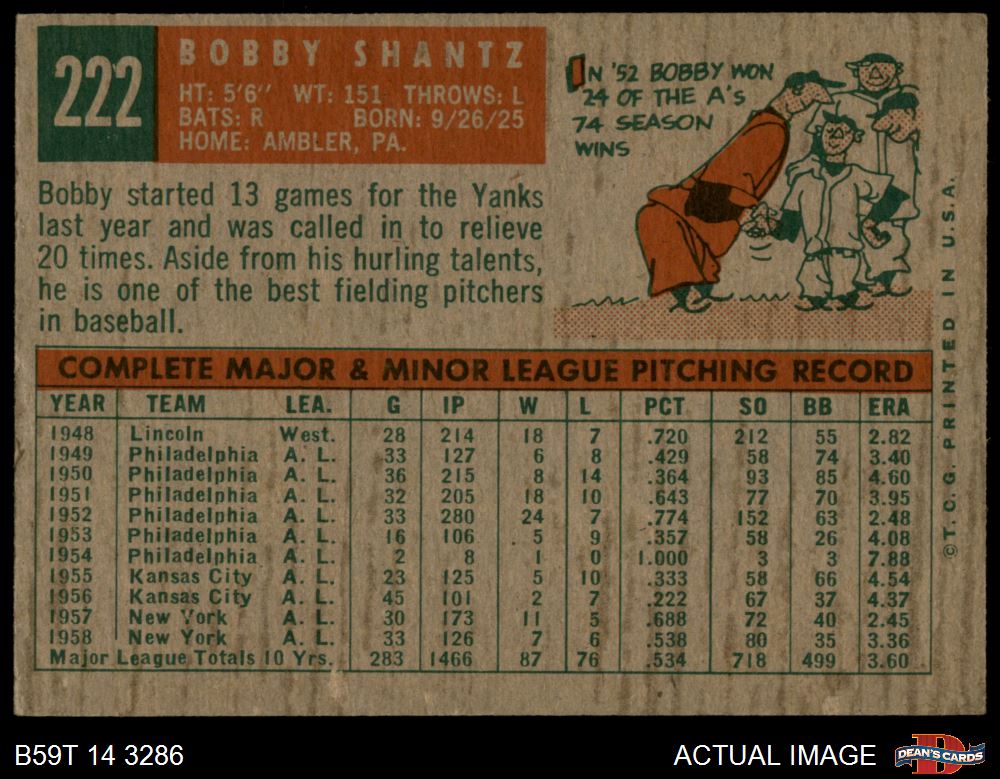 222
BOBBY SHANTZ
HT: 5'6" WT: 151 THROWS: L
BATS: R BORN: 9/26/25
HOME: AMBLER, PA.
IN '52 BOBBY WON
24 OF THE A's
74 SEASON
WINS
Bobby started 13 games for the Yanks
last year and was called in to relieve
20 times. Aside from his hurling talents,
he is one of the best fielding pitchers
in baseball.
COMPLETE MAJOR & MINOR LEAGUE PITCHING RECORD
YEAR TEAM LEA. G IP W L PCT SO BB ERA
1948 Lincoln West. 28 214 18 7 .720 212 55 2.82
1949 Philadelphia A. L. 33 127 6 8 .429 58 74 3.40
1950 Philadelphia A. L. 36 215 8 14 .364 93 85 4.60
1951 Philadelphia A. L. 32 205 18 10 .643 77 70 3.95
1952 Philadelphia A. L. 33 280 24 7 .774 152 63 2.48
1953 Philadelphia A. L. 16 106 5 9 .357 58 26 4.08
1954 Philadelphia A. L. 2 8 1 0 1.000 3 3 7.88
1955 Kansas City A. L. 23 125 5 10 .333 58 66 4.54
1956 Kansas City A. L. 45 101 2 7 .222 67 37 4.37
1957 New York A. L. 30 173 11 5 .688 72 40 2.45
1958 New York A. L. 33 126 7 6 .538 80 35 3.36
Major League Totals 10 Yrs. 283 1466 87 76 .534 718 499 3.60
©T.C.G. PRINTED IN U.S.A.
B59T 14 3286
ACTUAL IMAGE
D
DEAN'S CARDS